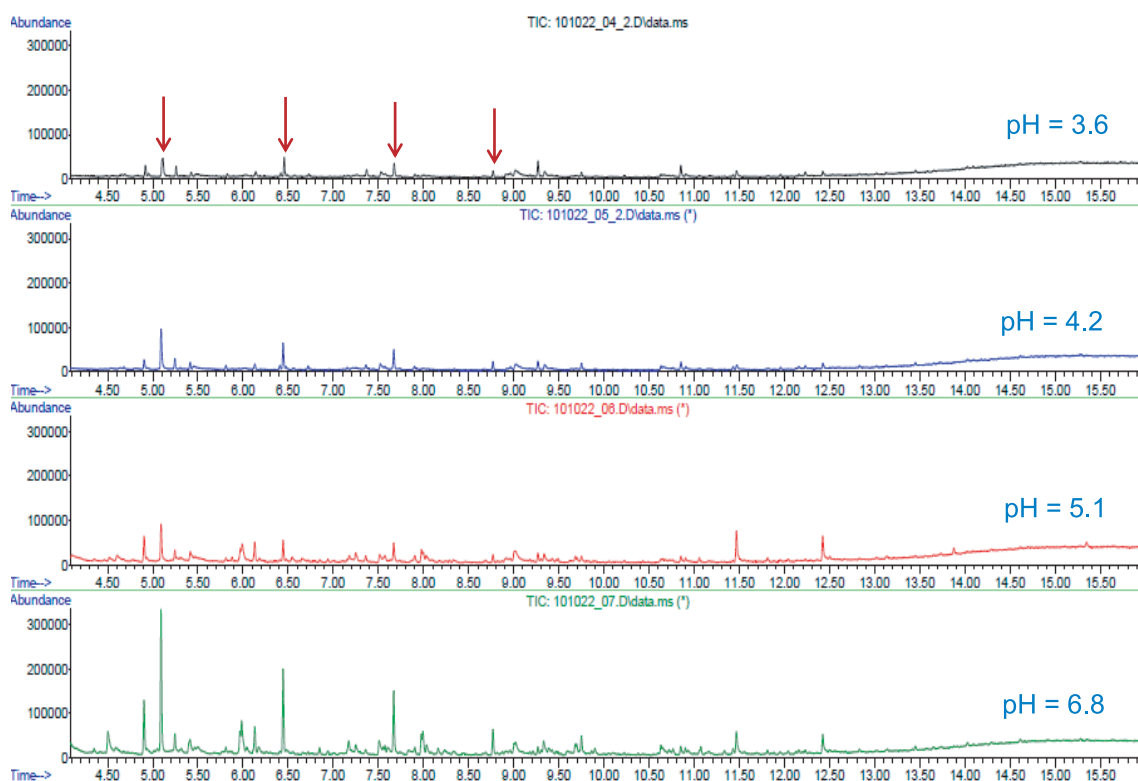 Abundance
TIC: 101022_04_2.D\data.ms
300000
200000
100000
0
pH = 3.6
Time-->
4.50 5.00 5.50 6.00 6.50 7.00 7.50 8.00 8.50 9.00 9.50 10.00 10.50 11.00 11.50 12.00 12.50 13.00 13.50 14.00 14.50 15.00 15.50
Abundance
TIC: 101022_05_2.D\data.ms (*)
300000
200000
100000
0
pH = 4.2
Time-->
4.50 5.00 5.50 6.00 6.50 7.00 7.50 8.00 8.50 9.00 9.50 10.00 10.50 11.00 11.50 12.00 12.50 13.00 13.50 14.00 14.50 15.00 15.50
Abundance
TIC: 101022_06.D\data.ms (*)
300000
200000
100000
0
pH = 5.1
Time-->
4.50 5.00 5.50 6.00 6.50 7.00 7.50 8.00 8.50 9.00 9.50 10.00 10.50 11.00 11.50 12.00 12.50 13.00 13.50 14.00 14.50 15.00 15.50
Abundance
TIC: 101022_07.D\data.ms (*)
300000
200000
100000
0
pH = 6.8
Time-->
4.50 5.00 5.50 6.00 6.50 7.00 7.50 8.00 8.50 9.00 9.50 10.00 10.50 11.00 11.50 12.00 12.50 13.00 13.50 14.00 14.50 15.00 15.50